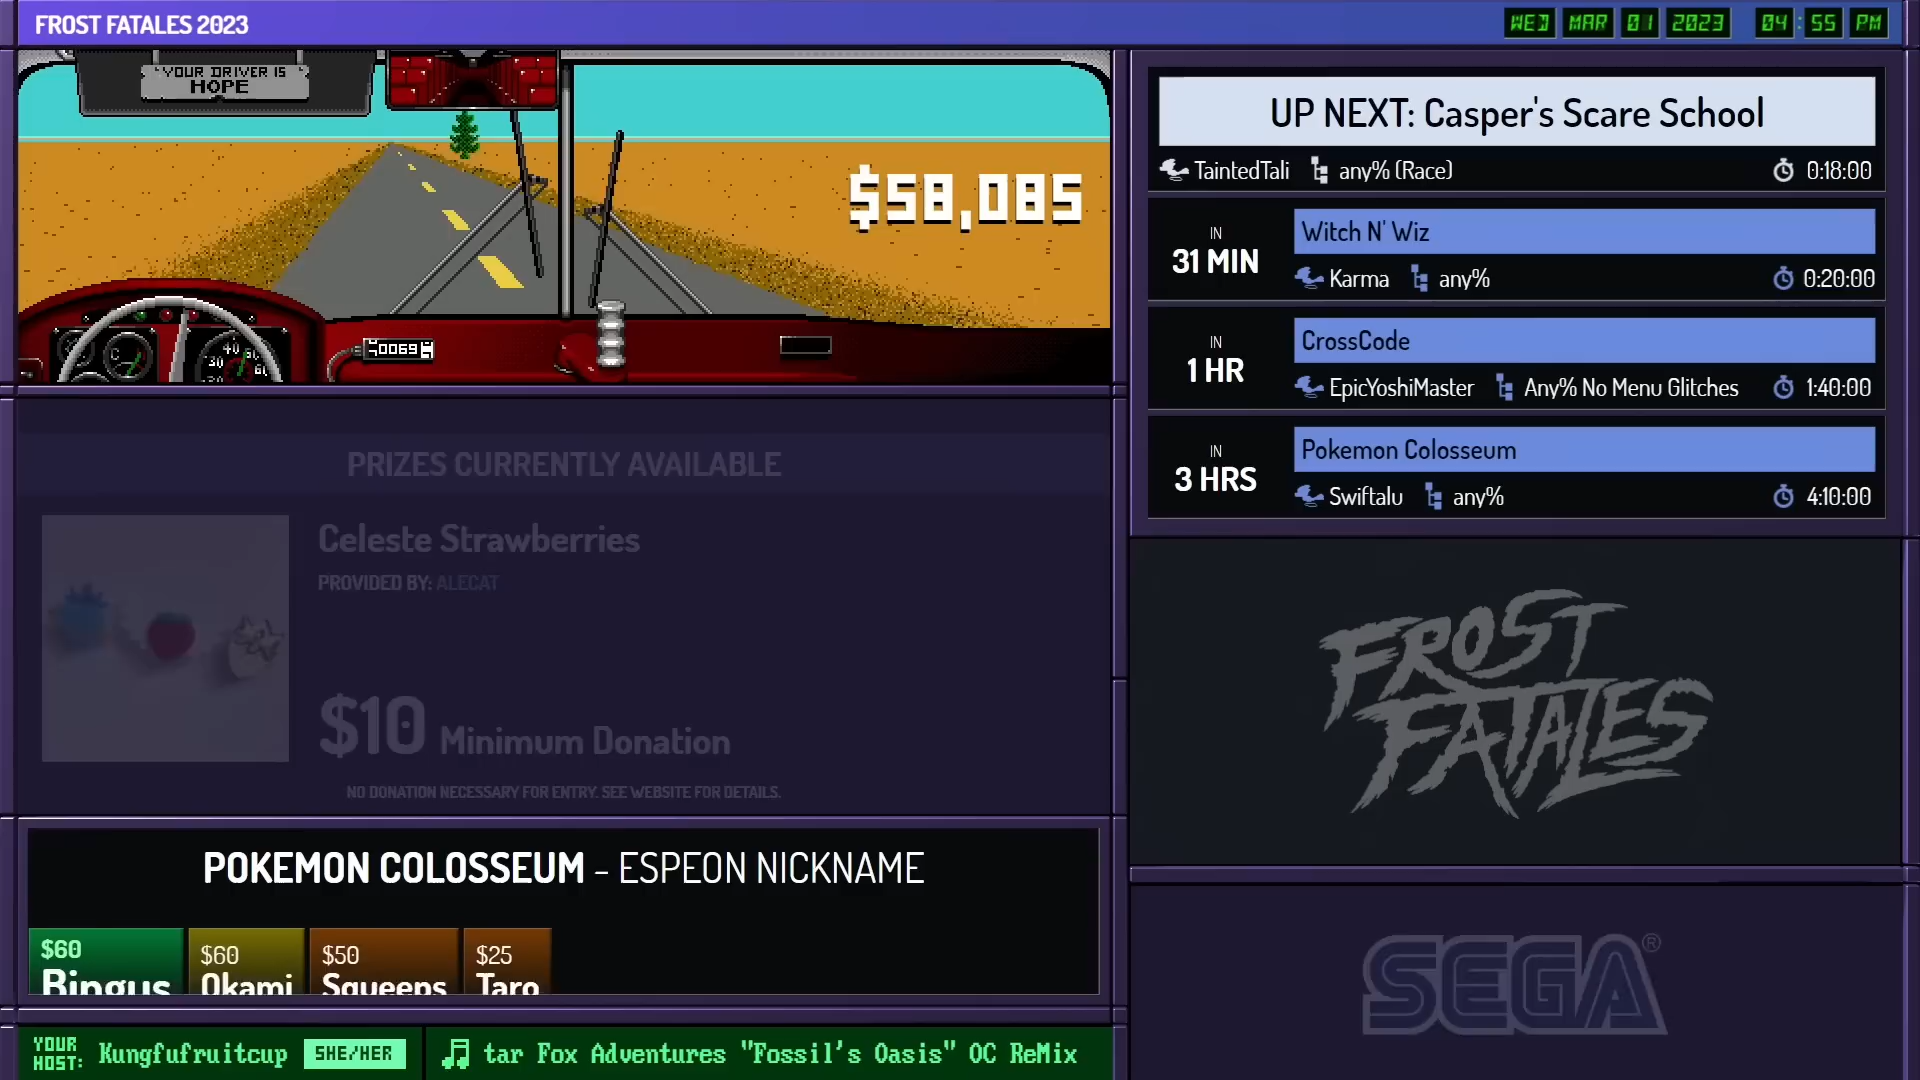 FROST FATALES 2023
WED MAR 01 2023 04:55 PM
YOUR DRIVER IS
HOPE
$58,085
00693
UP NEXT: Casper's Scare School
TaintedTali any% (Race) 0:18:00
IN
31 MIN
Witch N' Wiz
Karma any% 0:20:00
IN
1 HR
CrossCode
EpicYoshiMaster Any% No Menu Glitches 1:40:00
IN
3 HRS
Pokemon Colosseum
Swiftalu any% 4:10:00
PRIZES CURRENTLY AVAILABLE
Celeste Strawberries
PROVIDED BY: ALECAT
$10 Minimum Donation
NO DONATION NECESSARY FOR ENTRY. SEE WEBSITE FOR DETAILS.
FROST
FATALES
POKEMON COLOSSEUM - ESPEON NICKNAME
$60 $60 $50 $25
Bingus Okami Squeeps Taro
SEGA®
YOUR
HOST: Kungfufruitcup SHE/HER
tar Fox Adventures "Fossil's Oasis" OC ReMix